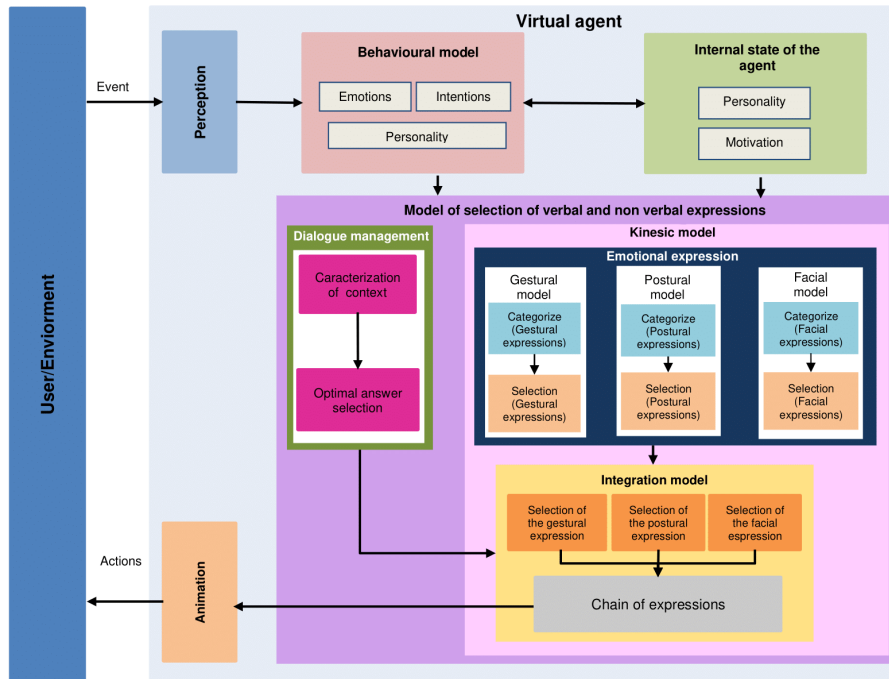 Virtual agent
User/Enviorment
Event
Perception
Behavioural model
Emotions
Intentions
Personality
Internal state of the
agent
Personality
Motivation
Model of selection of verbal and non verbal expressions
Dialogue management
Caracterization
of context
Optimal answer
selection
Kinesic model
Emotional expression
Gestural
model
Categorize
(Gestural
expressions)
Selection
(Gestural
expressions)
Postural
model
Categorize
(Postural
expressions)
Selection
(Postural
expressions)
Facial
model
Categorize
(Facial
expressions)
Selection
(Facial
expressions)
Integration model
Selection of
the gestural
expression
Selection of
the postural
expression
Selection of
the facial
espression
Chain of expressions
Animation
Actions